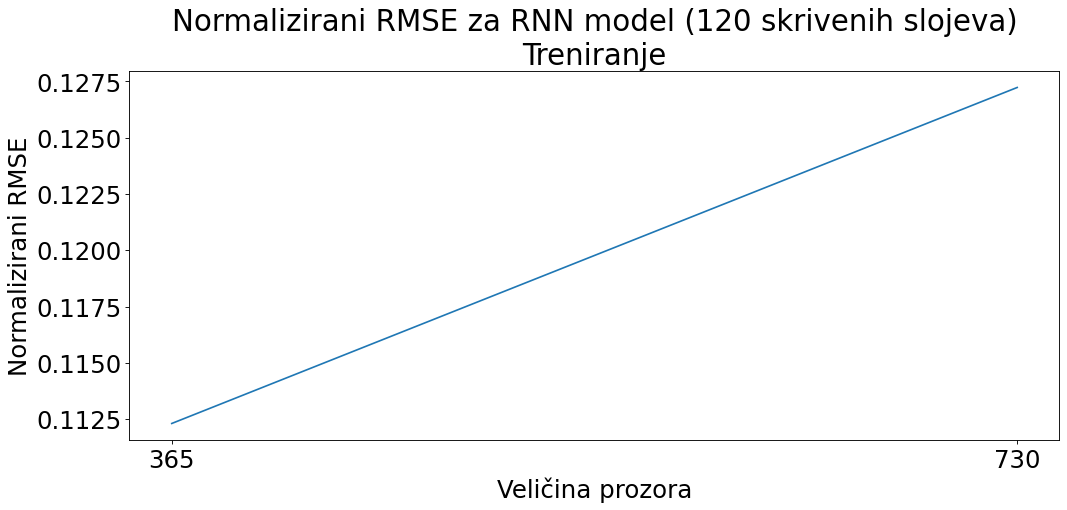 Normalizirani RMSE za RNN model (120 skrivenih slojeva)
Treniranje
Normalizirani RMSE
0.1275
0.1250
0.1225
0.1200
0.1175
0.1150
0.1125
365 730
Veličina prozora